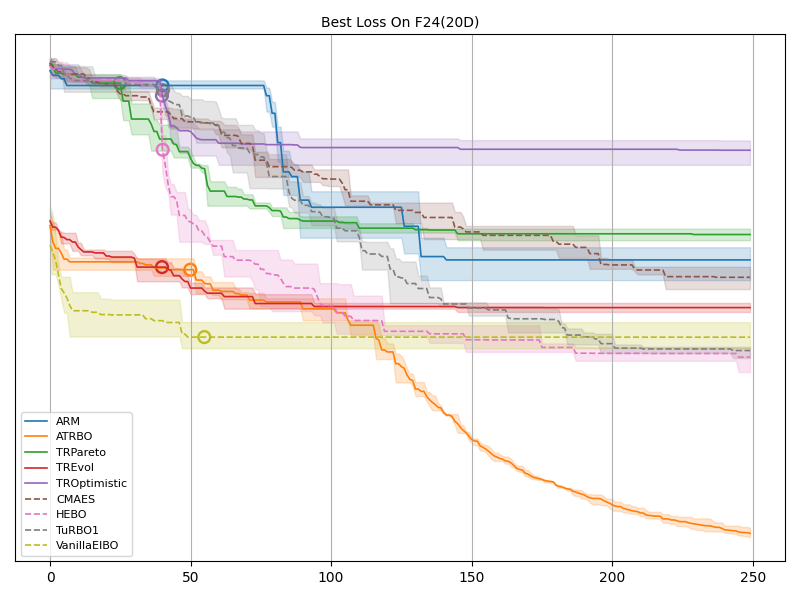 Best Loss On F24(20D)
ARM
ATRBO
TRPareto
TREvol
TROptimistic
CMAES
HEBO
TuRBO1
VanillaEIBO
0 50 100 150 200 250